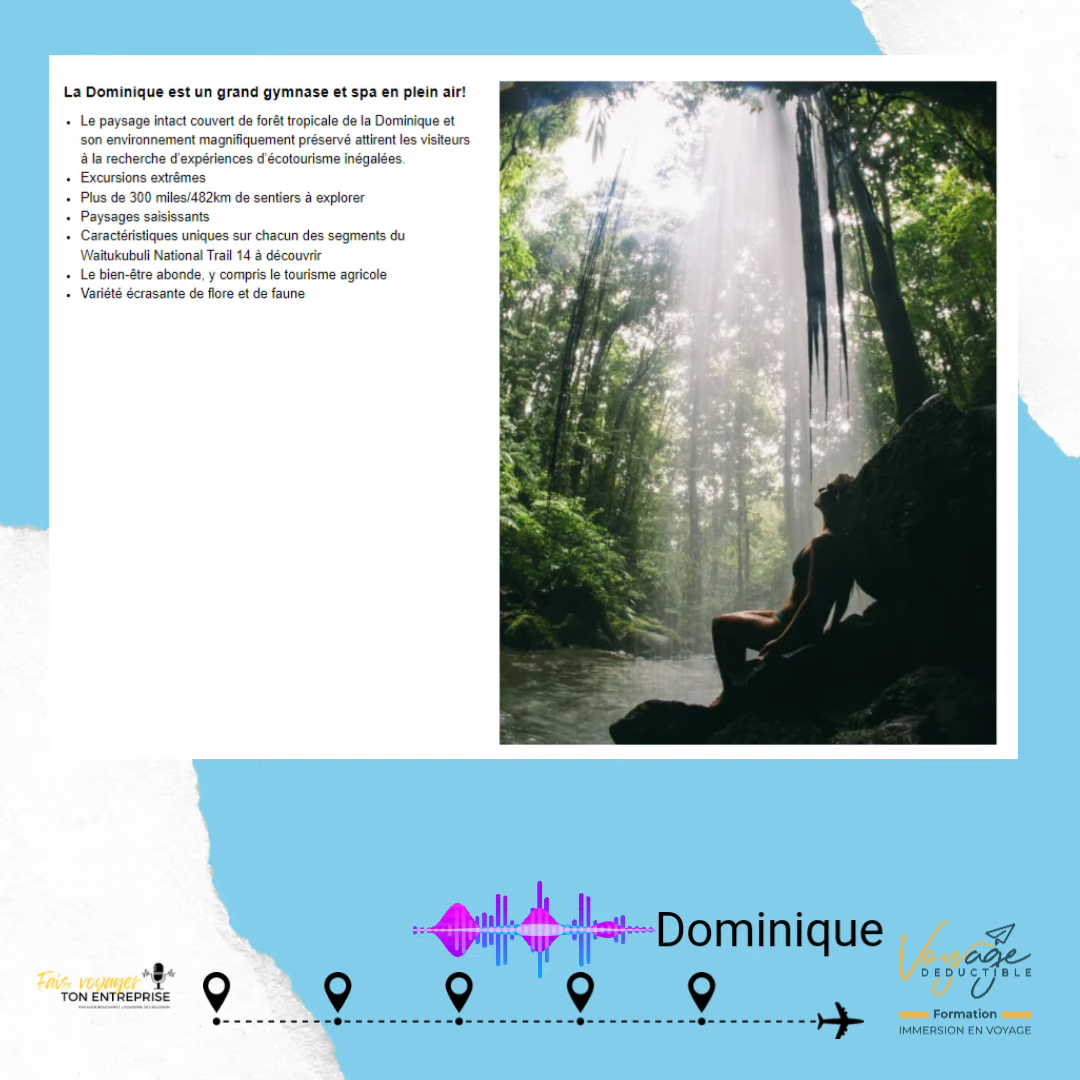 La Dominique est un grand gymnase et spa en plein air!
• Le paysage intact couvert de forêt tropicale de la Dominique et
son environnement magnifiquement préservé attirent les visiteurs
à la recherche d'expériences d'écotourisme inégalées.
• Excursions extrêmes
• Plus de 300 miles/482km de sentiers à explorer
• Paysages saisissants
• Caractéristiques uniques sur chacun des segments du
Waitukubuli National Trail 14 à découvrir
• Le bien-être abonde, y compris le tourisme agricole
• Variété écrasante de flore et de faune
Dominique
Fais voyager
TON ENTREPRISE
Voyage
DEDUCTIBLE
Formation
IMMERSION EN VOYAGE